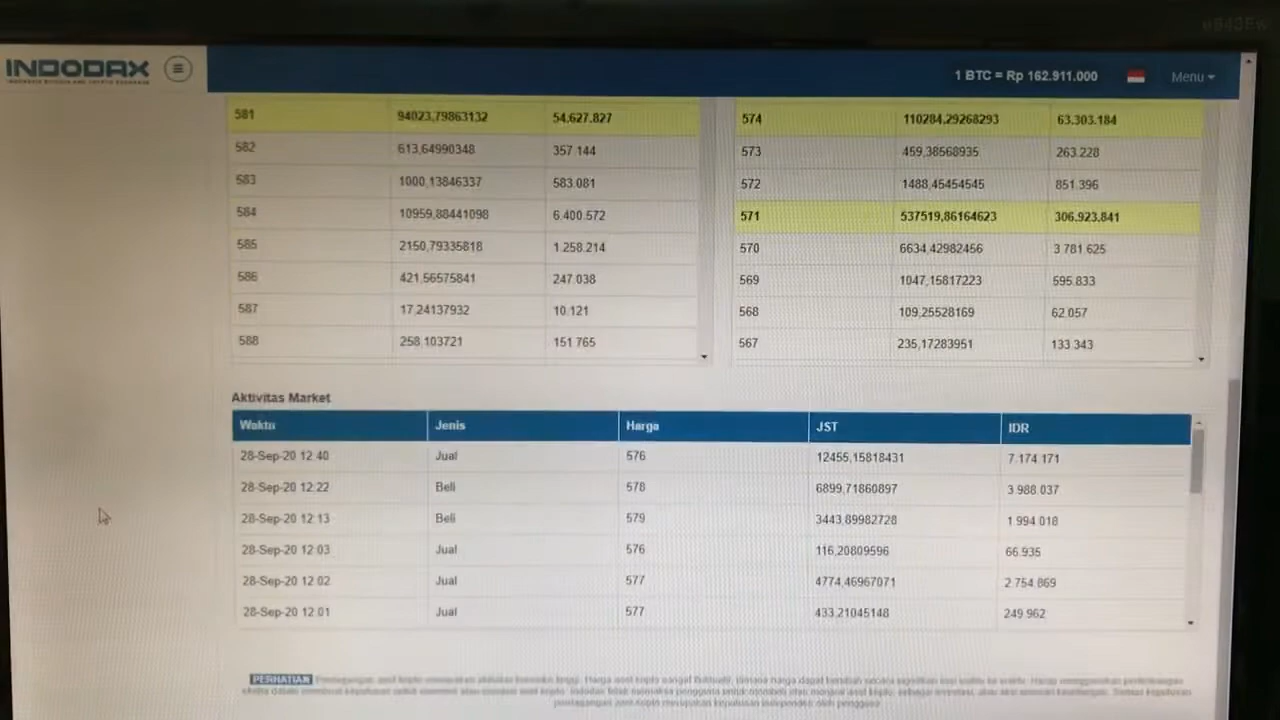 e943Fw
INDODAX
1 BTC = Rp 162.911.000 Menu
581 94023,79863132 54.627.827 574 110284,29268293 63.303.184
582 613,64990348 357.144 573 459,38568935 263.228
583 1000,13846337 583.081 572 1488,45454545 851.396
584 10959,88441098 6.400.572 571 537519,86164623 306.923.841
585 2150,79335818 1.258.214 570 6634,42982456 3.781.625
586 421,56575841 247.038 569 1047,15817223 595.833
587 17,24137932 10.121 568 109,25528169 62.057
588 258,103721 151.765 567 235,17283951 133.343
Aktivitas Market
Waktu Jenis Harga JST IDR
28-Sep-20 12:40 Jual 576 12455,15818431 7.174.171
28-Sep-20 12:22 Beli 578 6899,71860897 3.988.037
28-Sep-20 12:13 Beli 579 3443,89982728 1.994.018
28-Sep-20 12:03 Jual 576 116,20809596 66.935
28-Sep-20 12:02 Jual 577 4774,46967071 2.754.869
28-Sep-20 12:01 Jual 577 433,21045148 249.962
PERHATIAN